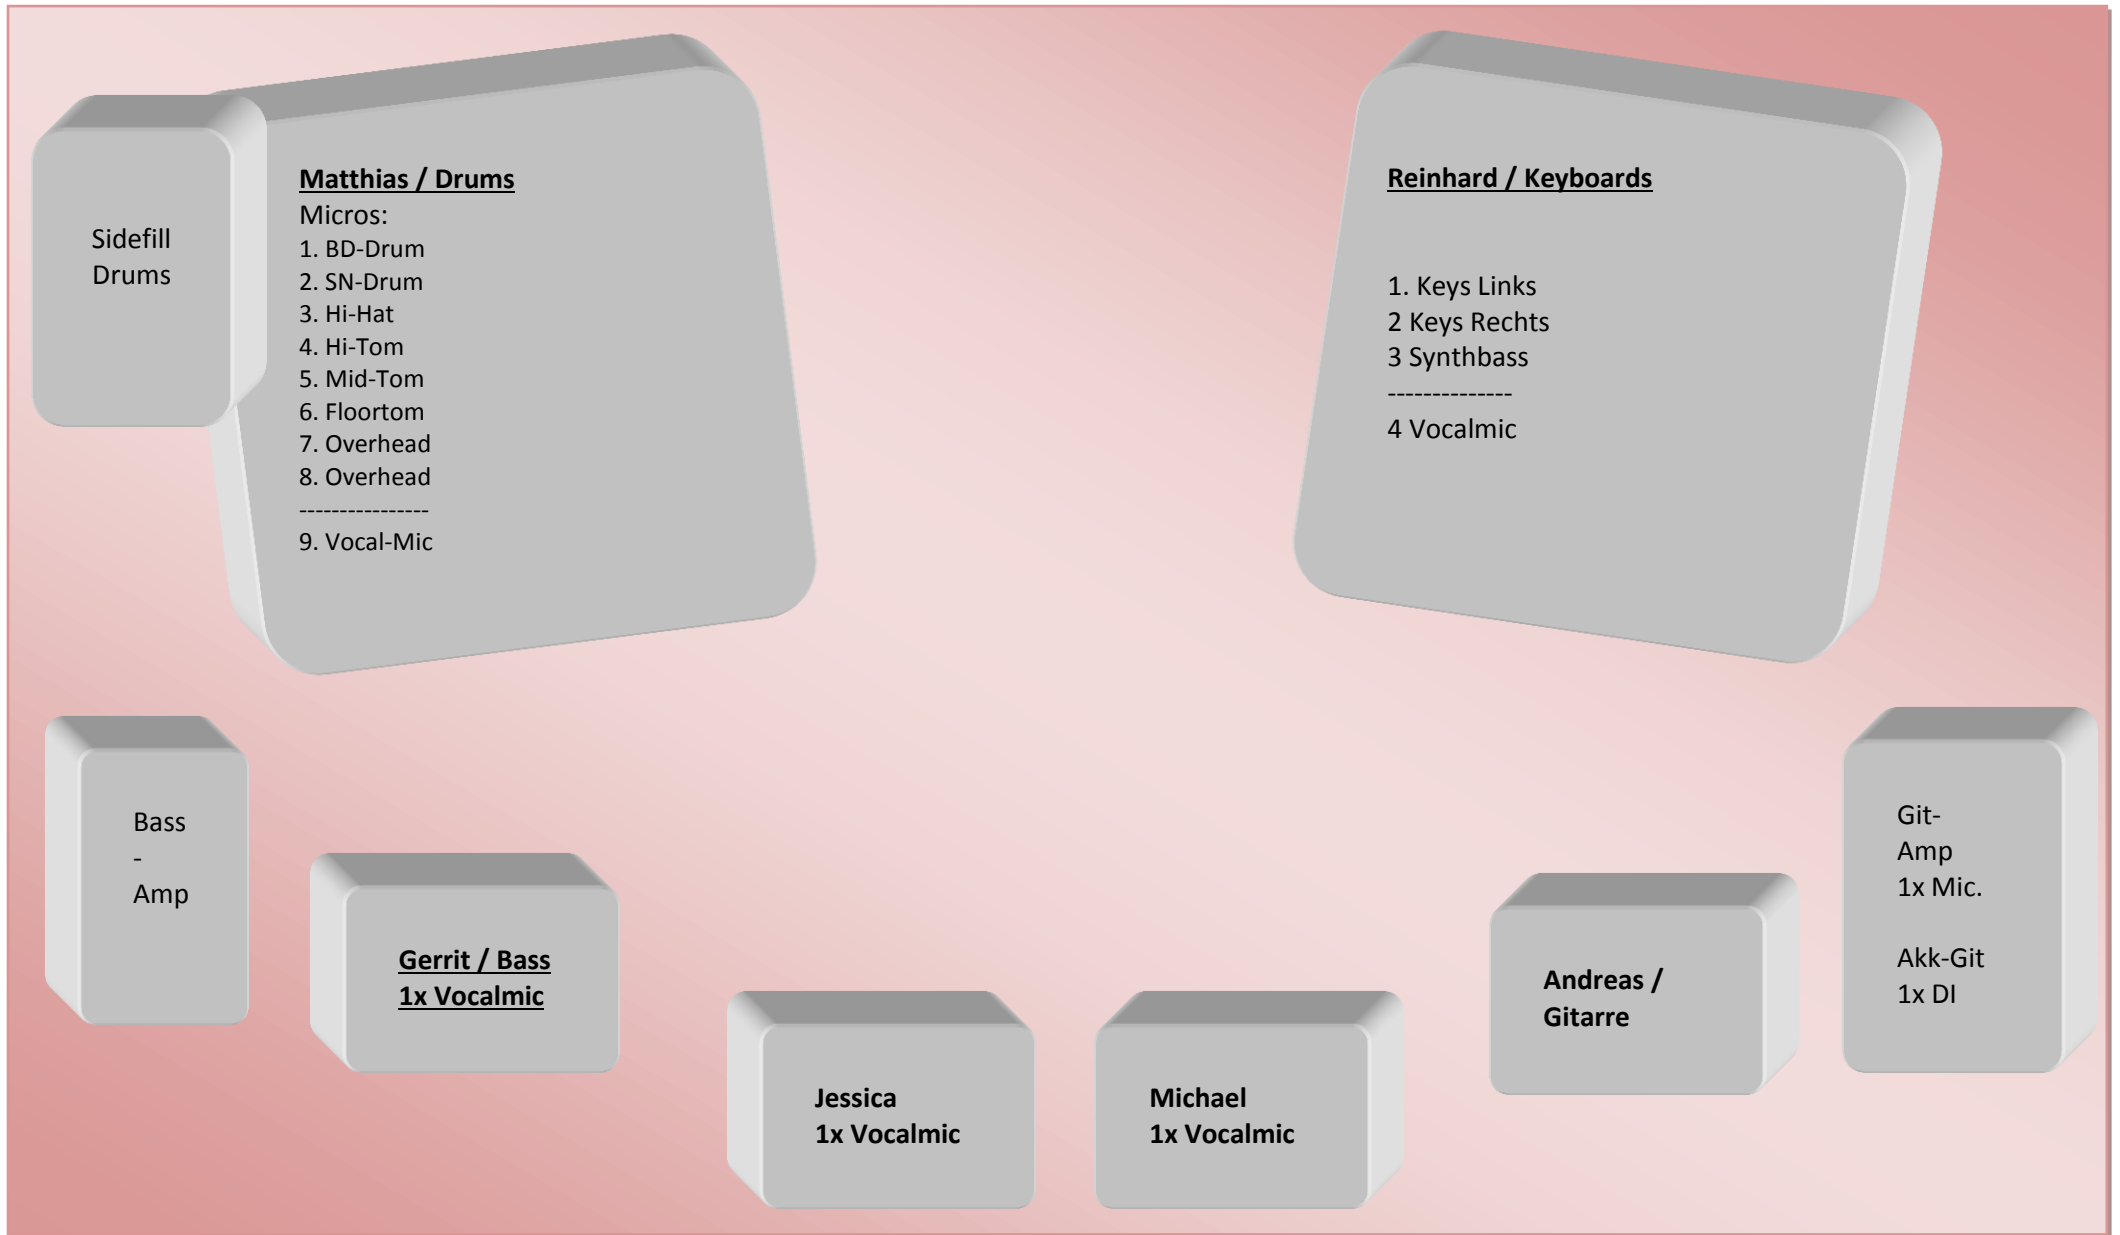 Sidefill
Drums
Matthias / Drums
Micros:
1. BD-Drum
2. SN-Drum
3. Hi-Hat
4. Hi-Tom
5. Mid-Tom
6. Floortom
7. Overhead
8. Overhead
----------------
9. Vocal-Mic
Reinhard / Keyboards
1. Keys Links
2 Keys Rechts
3 Synthbass
--------------
4 Vocalmic
Bass
-
Amp
Gerrit / Bass
1x Vocalmic
Jessica
1x Vocalmic
Michael
1x Vocalmic
Andreas /
Gitarre
Git-
Amp
1x Mic.
Akk-Git
1x DI